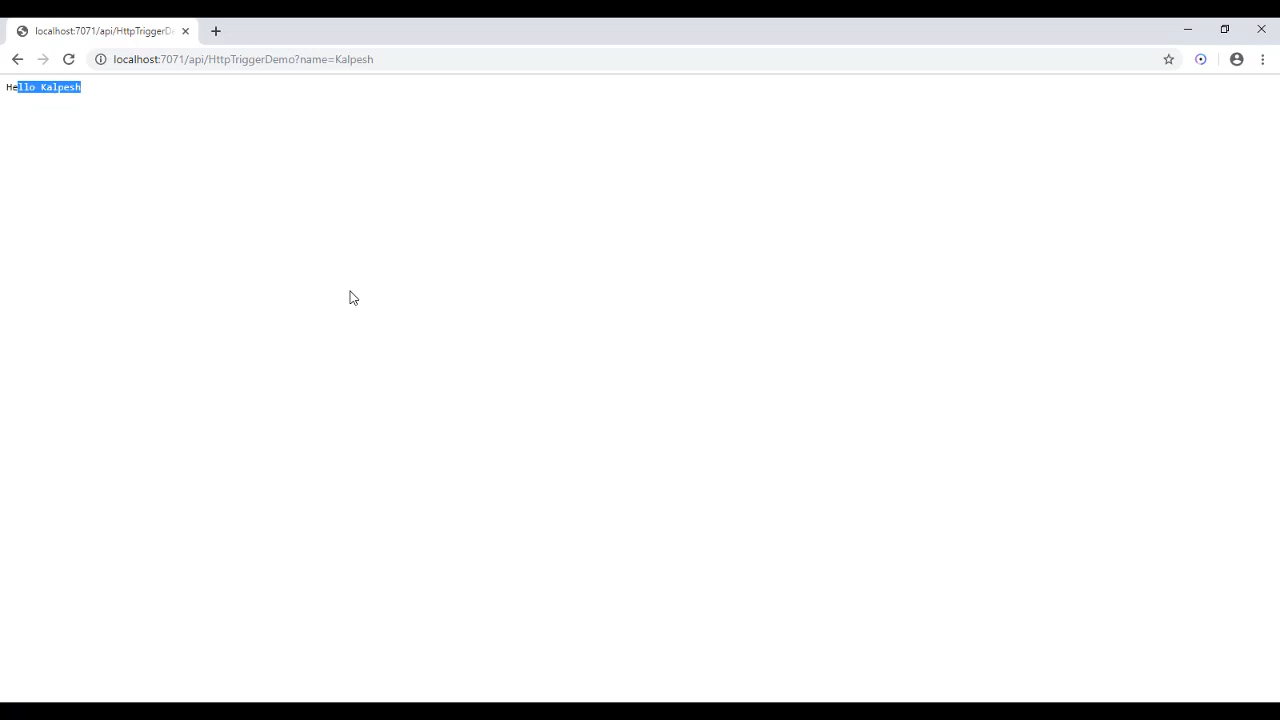 localhost:7071/api/HttpTriggerDe
localhost:7071/api/HttpTriggerDemo?name=Kalpesh
Hello Kalpesh